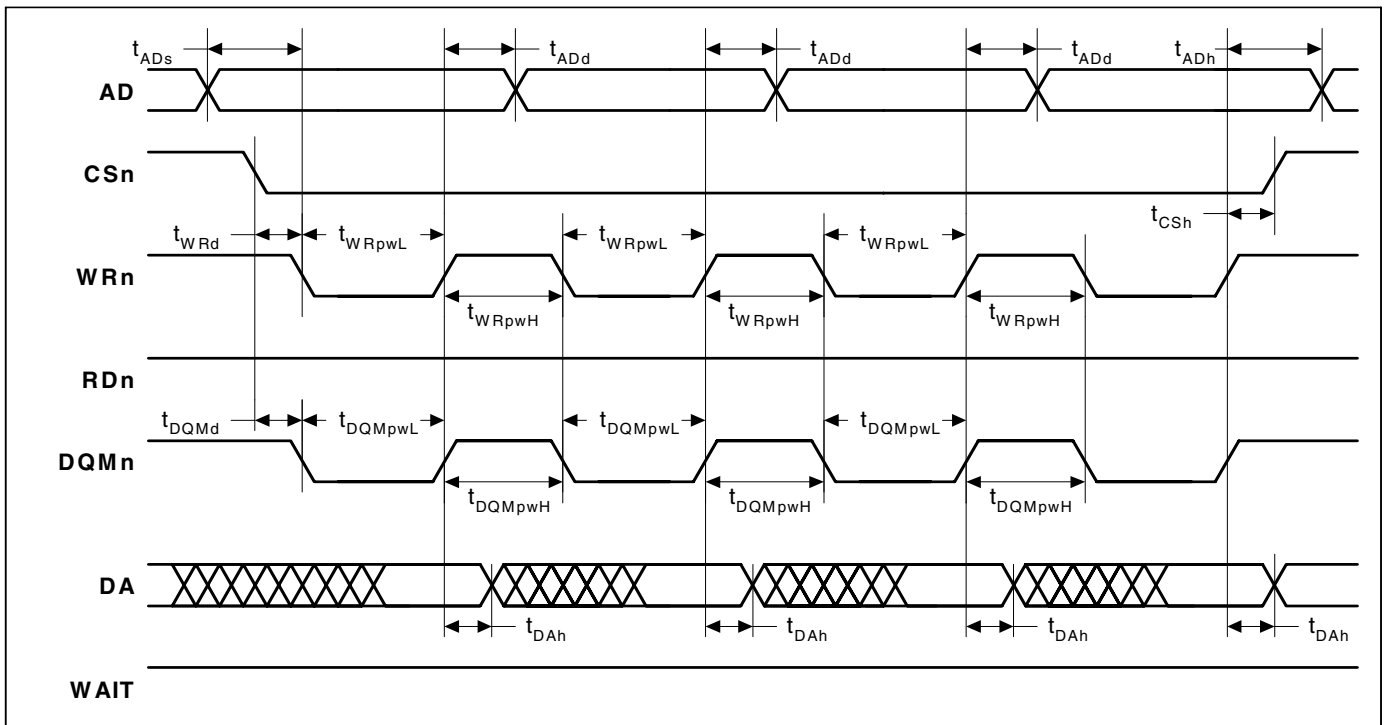 tADs tADd tADd tADd tADh
AD
CSn
tCSh
tWRd tWRpwL tWRpwL tWRpwL
WRn
tWRpwH tWRpwH tWRpwH
RDn
tDQMd tDQMpwL tDQMpwL tDQMpwL
DQMn
tDQMpwH tDQMpwH tDQMpwH
DA
tDAh tDAh tDAh tDAh
WAIT